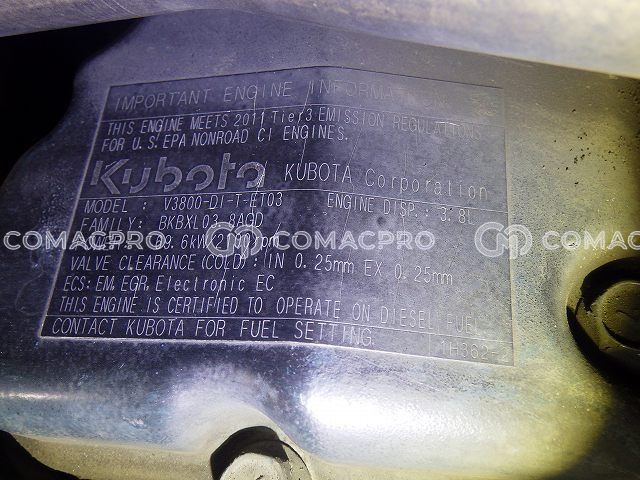 IMPORTANT ENGINE INFORMATION
THIS ENGINE MEETS 2011 Tier3 EMISSION REGULATIONS
FOR U.S. EPA NONROAD CI ENGINES.
Kubota KUBOTA Corporation
MODEL : V3800-DI-T-ET03 ENGINE DISP.: 3.8L
FAMILY: BKBXL03.8AGD
rpm
COMACPRO COMACPRO COMACPRO
VALVE CLEARANCE(COLD): IN 0.25mm EX 0.25mm
ECS: EM, EGR, Electronic EC
THIS ENGINE IS CERTIFIED TO OPERATE ON DIESEL FUEL
CONTACT KUBOTA FOR FUEL SETTING. 1H362-2